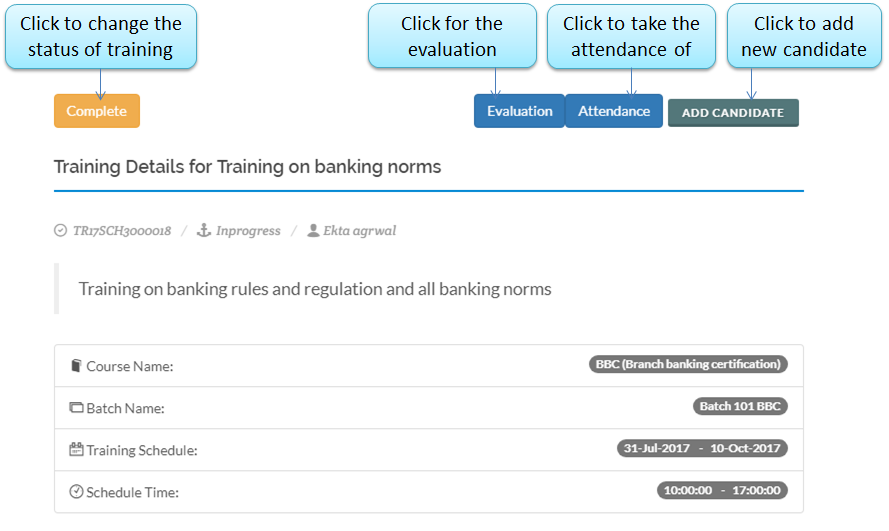 Click to change the
status of training
Click for the
evaluation
Click to take the
attendance of
Click to add
new candidate
Complete
Evaluation
Attendance
ADD CANDIDATE
Training Details for Training on banking norms
TR17SCH3000018 / Inprogress / Ekta agrwal
Training on banking rules and regulation and all banking norms
Course Name: BBC (Branch banking certification)
Batch Name: Batch 101 BBC
Training Schedule: 31-Jul-2017 - 10-Oct-2017
Schedule Time: 10:00:00 - 17:00:00